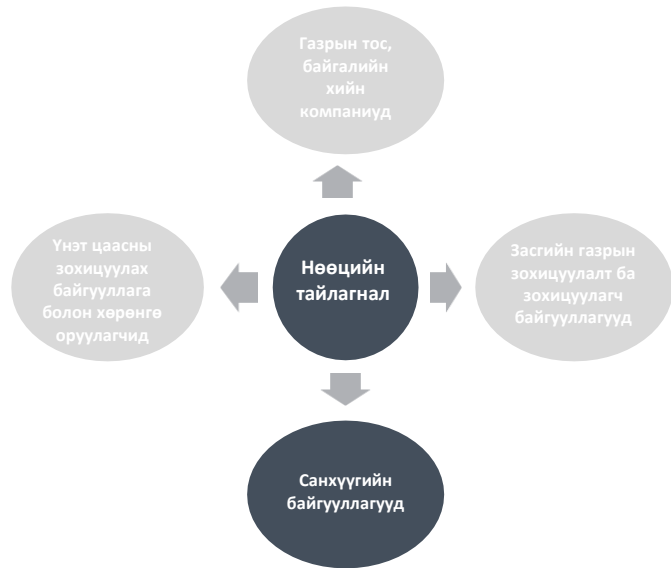 Газрын тос,
байгалийн
хийн
компаниуд
Үнэт цаасны
зохицуулах
байгууллага
болон хөрөнгө
оруулагчид
Нөөцийн
тайлагнал
Засгийн газрын
зохицуулалт ба
зохицуулагч
байгууллагууд
Санхүүгийн
байгууллагууд